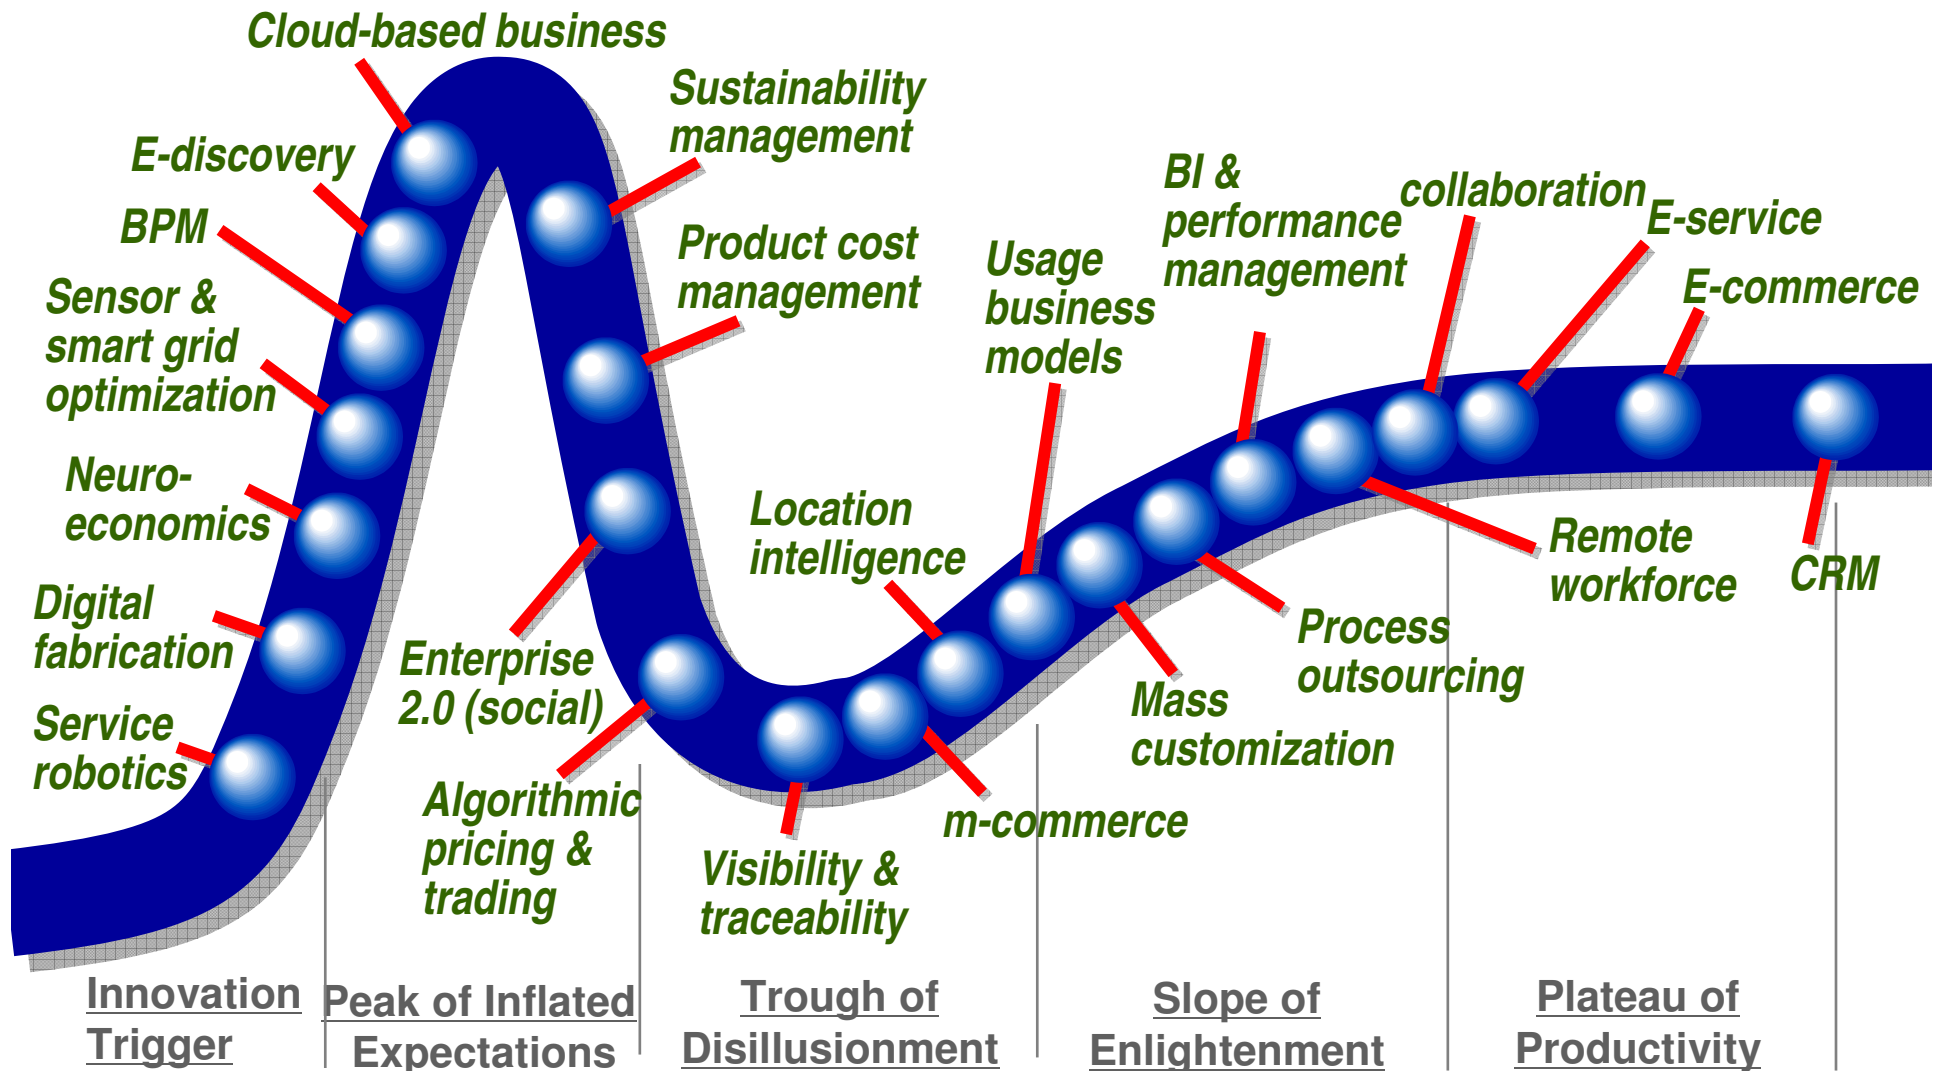 Cloud-based business
Sustainability
management
E-discovery
BPM
Sensor &
smart grid
optimization
Product cost
management
BI &
performance
management
collaboration
E-service
E-commerce
Usage
business
models
Neuro-
economics
Location
intelligence
Digital
fabrication
Enterprise
2.0 (social)
Service
robotics
Algorithmic
pricing &
trading
Visibility &
traceability
m-commerce
Mass
customization
Process
outsourcing
Remote
workforce
CRM
Innovation
Trigger
Peak of Inflated
Expectations
Trough of
Disillusionment
Slope of
Enlightenment
Plateau of
Productivity